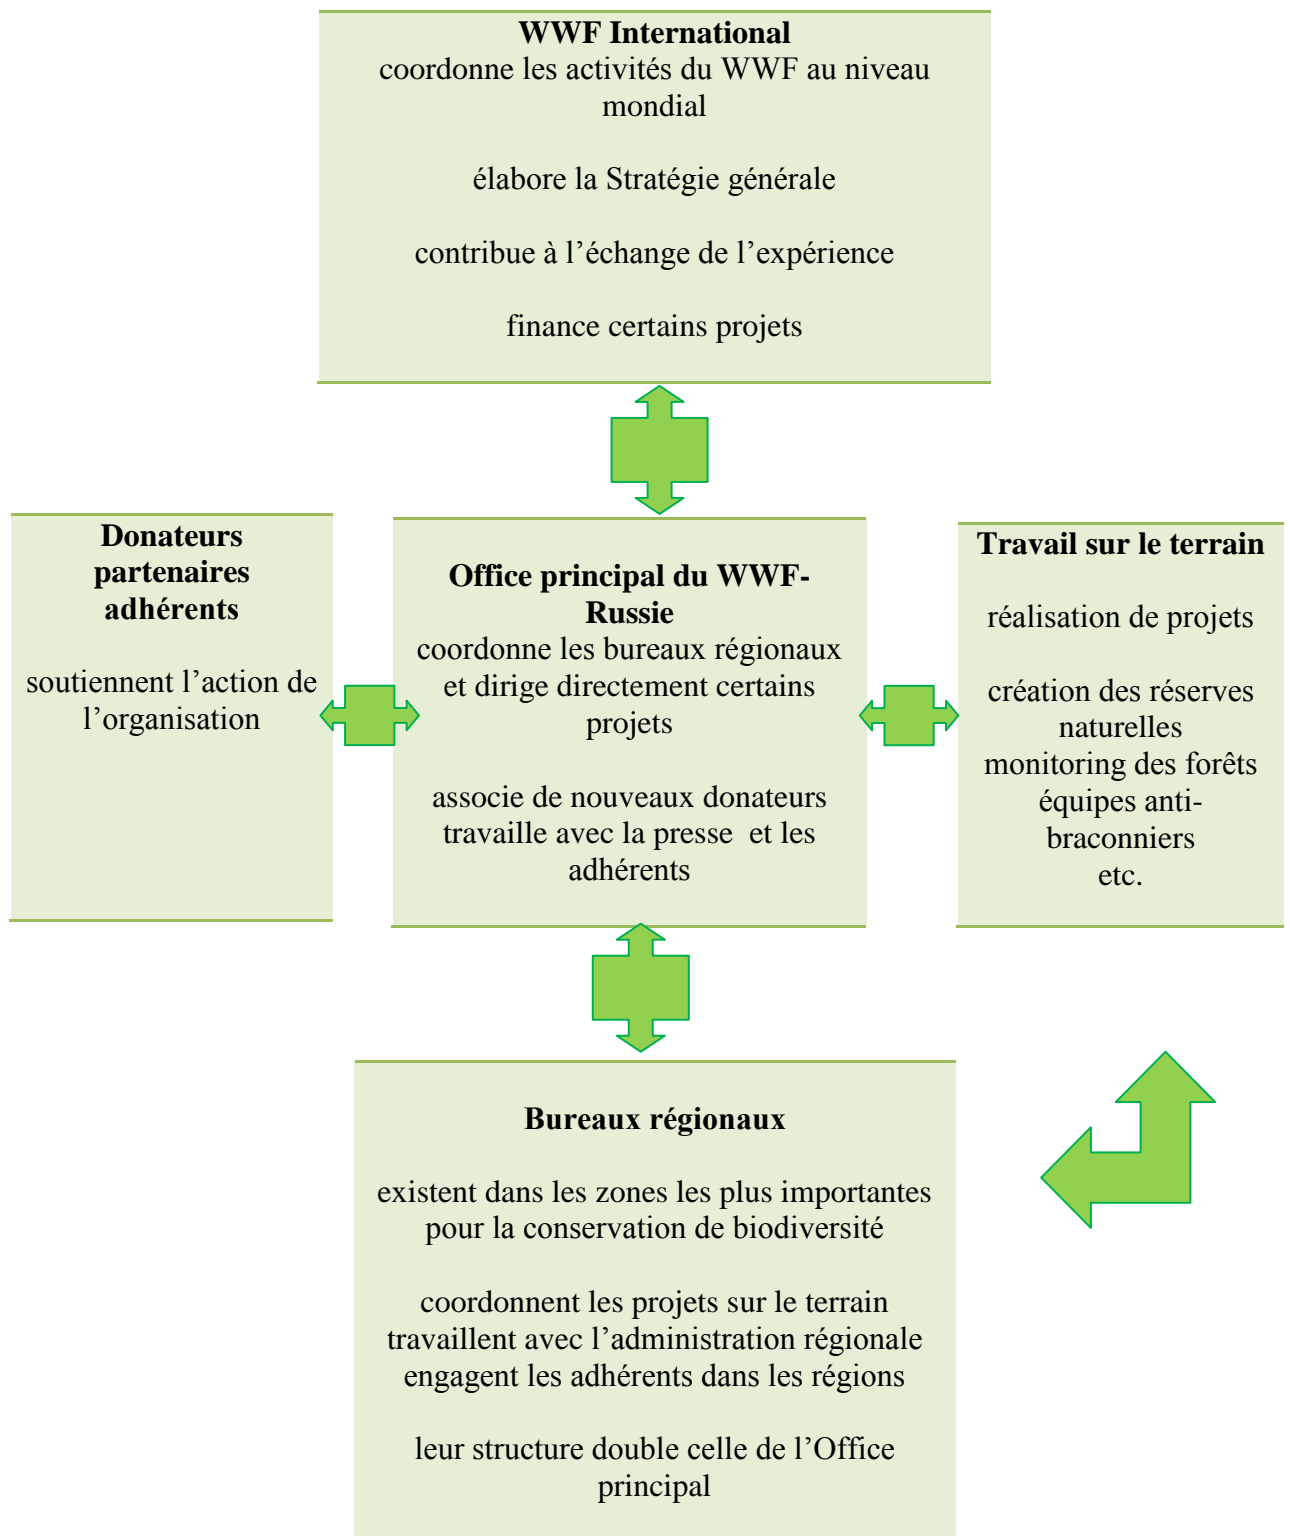 WWF International
coordonne les activités du WWF au niveau
mondial
élabore la Stratégie générale
contribue à l’échange de l’expérience
finance certains projets
Donateurs
partenaires
adhérents
soutiennent l’action de
l’organisation
Office principal du WWF-
Russie
coordonne les bureaux régionaux
et dirige directement certains
projets
associe de nouveaux donateurs
travaille avec la presse et les
adhérents
Travail sur le terrain
réalisation de projets
création des réserves
naturelles
monitoring des forêts
équipes anti-
braconniers
etc.
Bureaux régionaux
existent dans les zones les plus importantes
pour la conservation de biodiversité
coordonnent les projets sur le terrain
travaillent avec l’administration régionale
engagent les adhérents dans les régions
leur structure double celle de l’Office
principal